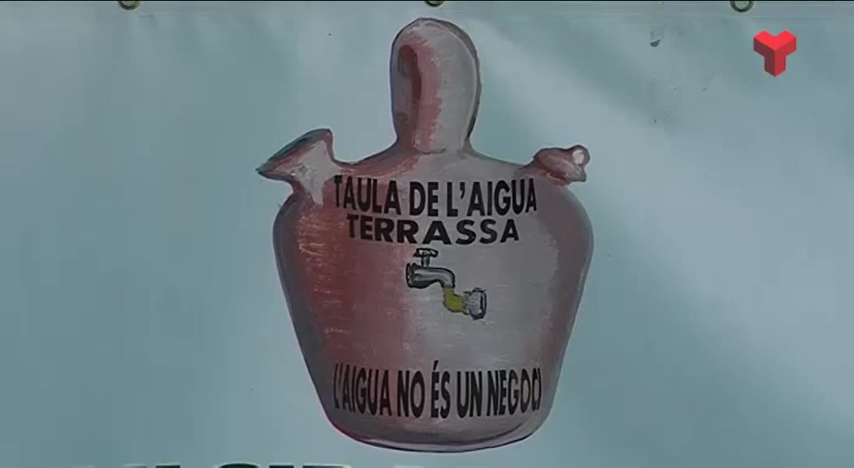 TAULA DE L'AIGUA
TERRASSA
L'AIGUA NO ÉS UN NEGOCI